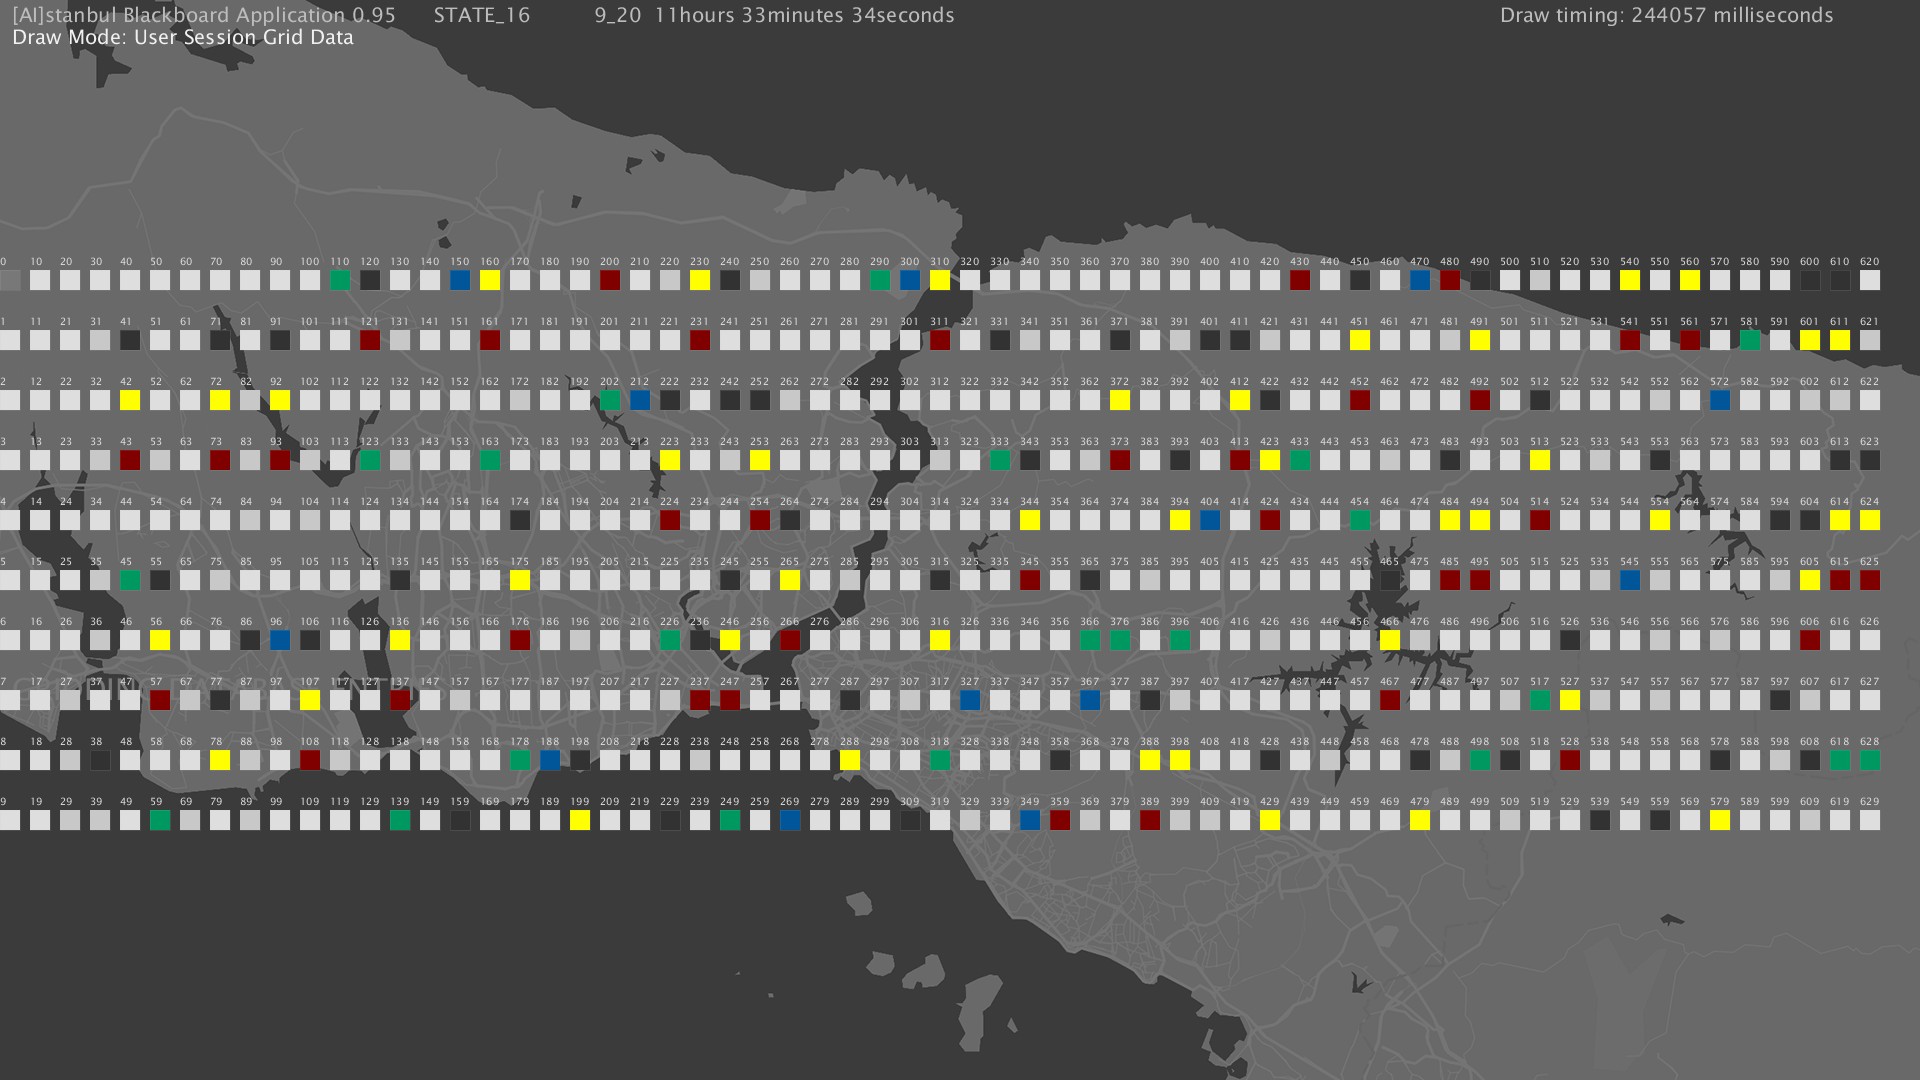 [AI]stanbul Blackboard Application 0.95 STATE_16 9_20 11hours 33minutes 34seconds Draw timing: 244057 milliseconds
Draw Mode: User Session Grid Data
0 10 20 30 40 50 60 70 80 90 100 110 120 130 140 150 160 170 180 190 200 210 220 230 240 250 260 270 280 290 300 310 320 330 340 350 360 370 380 390 400 410 420 430 440 450 460 470 480 490 500 510 520 530 540 550 560 570 580 590 600 610 620
1 11 21 31 41 51 61 71 81 91 101 111 121 131 141 151 161 171 181 191 201 211 221 231 241 251 261 271 281 291 301 311 321 331 341 351 361 371 381 391 401 411 421 431 441 451 461 471 481 491 501 511 521 531 541 551 561 571 581 591 601 611 621
2 12 22 32 42 52 62 72 82 92 102 112 122 132 142 152 162 172 182 192 202 212 222 232 242 252 262 272 282 292 302 312 322 332 342 352 362 372 382 392 402 412 422 432 442 452 462 472 482 492 502 512 522 532 542 552 562 572 582 592 602 612 622
3 13 23 33 43 53 63 73 83 93 103 113 123 133 143 153 163 173 183 193 203 213 223 233 243 253 263 273 283 293 303 313 323 333 343 353 363 373 383 393 403 413 423 433 443 453 463 473 483 493 503 513 523 533 543 553 563 573 583 593 603 613 623
4 14 24 34 44 54 64 74 84 94 104 114 124 134 144 154 164 174 184 194 204 214 224 234 244 254 264 274 284 294 304 314 324 334 344 354 364 374 384 394 404 414 424 434 444 454 464 474 484 494 504 514 524 534 544 554 564 574 584 594 604 614 624
5 15 25 35 45 55 65 75 85 95 105 115 125 135 145 155 165 175 185 195 205 215 225 235 245 255 265 275 285 295 305 315 325 335 345 355 365 375 385 395 405 415 425 435 445 455 465 475 485 495 505 515 525 535 545 555 565 575 585 595 605 615 625
6 16 26 36 46 56 66 76 86 96 106 116 126 136 146 156 166 176 186 196 206 216 226 236 246 256 266 276 286 296 306 316 326 336 346 356 366 376 386 396 406 416 426 436 446 456 466 476 486 496 506 516 526 536 546 556 566 576 586 596 606 616 626
7 17 27 37 47 57 67 77 87 97 107 117 127 137 147 157 167 177 187 197 207 217 227 237 247 257 267 277 287 297 307 317 327 337 347 357 367 377 387 397 407 417 427 437 447 457 467 477 487 497 507 517 527 537 547 557 567 577 587 597 607 617 627
8 18 28 38 48 58 68 78 88 98 108 118 128 138 148 158 168 178 188 198 208 218 228 238 248 258 268 278 288 298 308 318 328 338 348 358 368 378 388 398 408 418 428 438 448 458 468 478 488 498 508 518 528 538 548 558 568 578 588 598 608 618 628
9 19 29 39 49 59 69 79 89 99 109 119 129 139 149 159 169 179 189 199 209 219 229 239 249 259 269 279 289 299 309 319 329 339 349 359 369 379 389 399 409 419 429 439 449 459 469 479 489 499 509 519 529 539 549 559 569 579 589 599 609 619 629